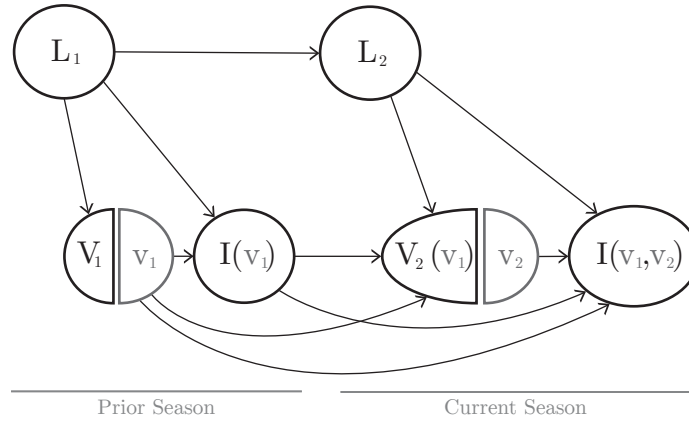 L₁ L₂
V₁ v₁ I(v₁) V₂(v₁) v₂ I(v₁,v₂)
Prior Season Current Season